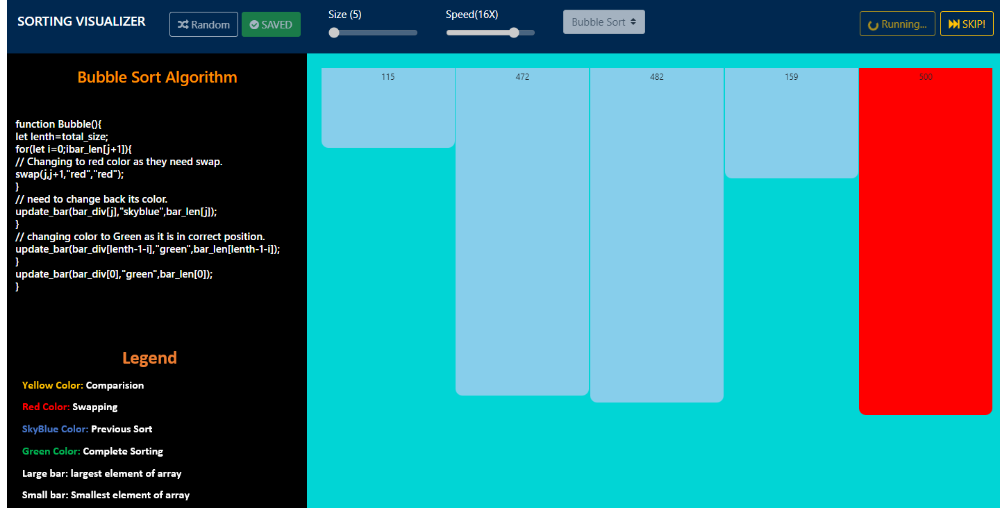 SORTING VISUALIZER
Random
SAVED
Size (5)
Speed(16X)
Bubble Sort
Running...
SKIP!
Bubble Sort Algorithm
function Bubble(){
let lenth=total_size;
for(let i=0;ibar_len[j+1]){
// Changing to red color as they need swap.
swap(j,j+1,"red","red");
}
// need to change back its color.
update_bar(bar_div[j],"skyblue",bar_len[j]);
}
// changing color to Green as it is in correct position.
update_bar(bar_div[lenth-1-i],"green",bar_len[lenth-1-i]);
}
update_bar(bar_div[0],"green",bar_len[0]);
}
Legend
Yellow Color: Comparision
Red Color: Swapping
SkyBlue Color: Previous Sort
Green Color: Complete Sorting
Large bar: largest element of array
Small bar: Smallest element of array
115
472
482
159
500